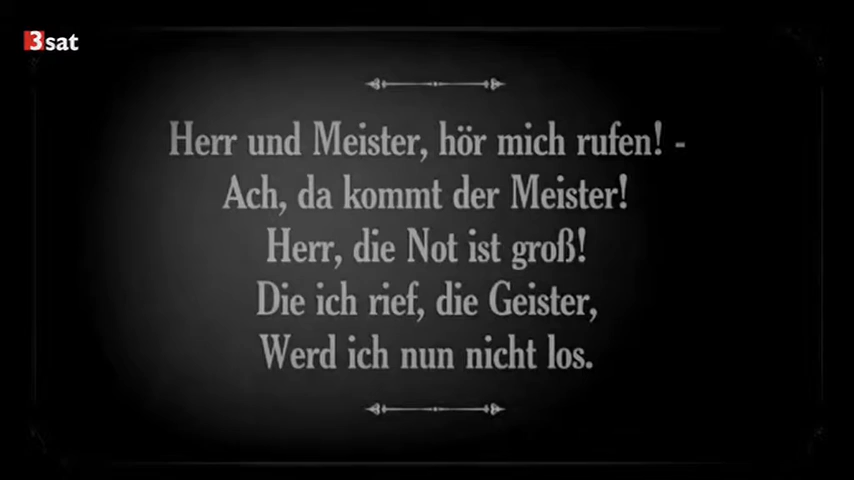 3sat
Herr und Meister, hör mich rufen! -
Ach, da kommt der Meister!
Herr, die Not ist groß!
Die ich rief, die Geister,
Werd ich nun nicht los.